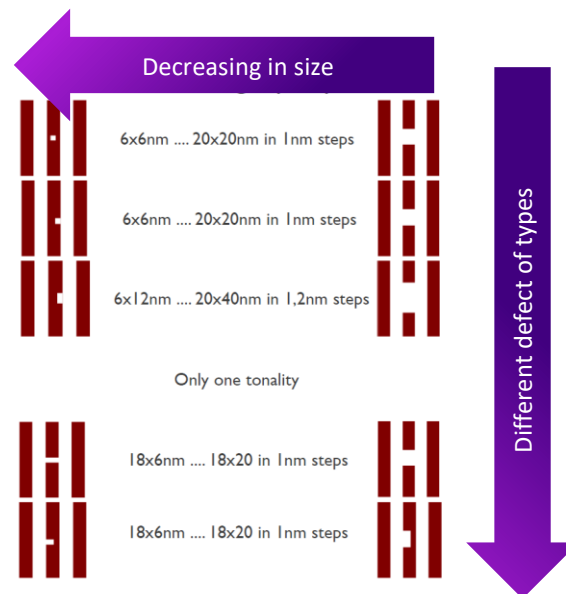 Decreasing in size
6x6nm .... 20x20nm in 1nm steps
6x6nm .... 20x20nm in 1nm steps
6x12nm .... 20x40nm in 1,2nm steps
Only one tonality
18x6nm .... 18x20 in 1nm steps
18x6nm .... 18x20 in 1nm steps
Different defect of types